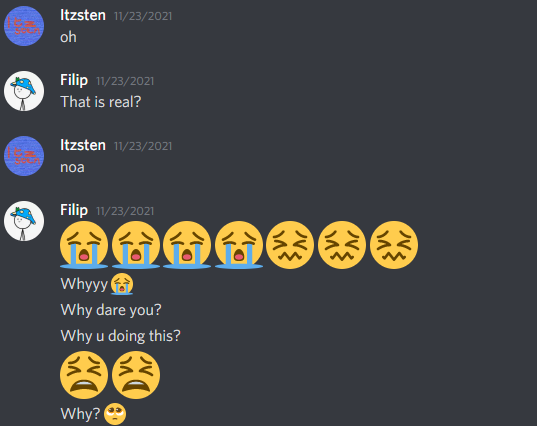 Itzsten 11/23/2021
oh
Filip 11/23/2021
That is real?
Itzsten 11/23/2021
noa
Filip 11/23/2021
😭😭😭😭😖😖😖
Whyyy 😭
Why dare you?
Why u doing this?
😫😫
Why? 🥺